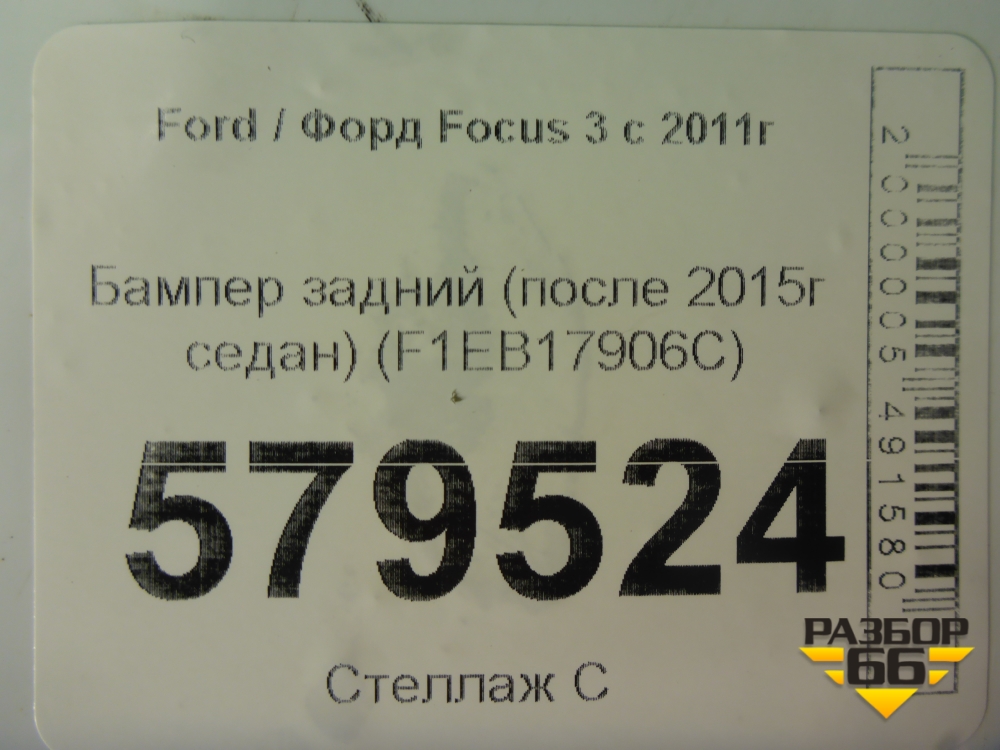 Ford / Форд Focus 3 с 2011г
Бампер задний (после 2015г
седан) (F1EB17906C)
579524
Стеллаж С
2000005491580
РАЗБОР
66